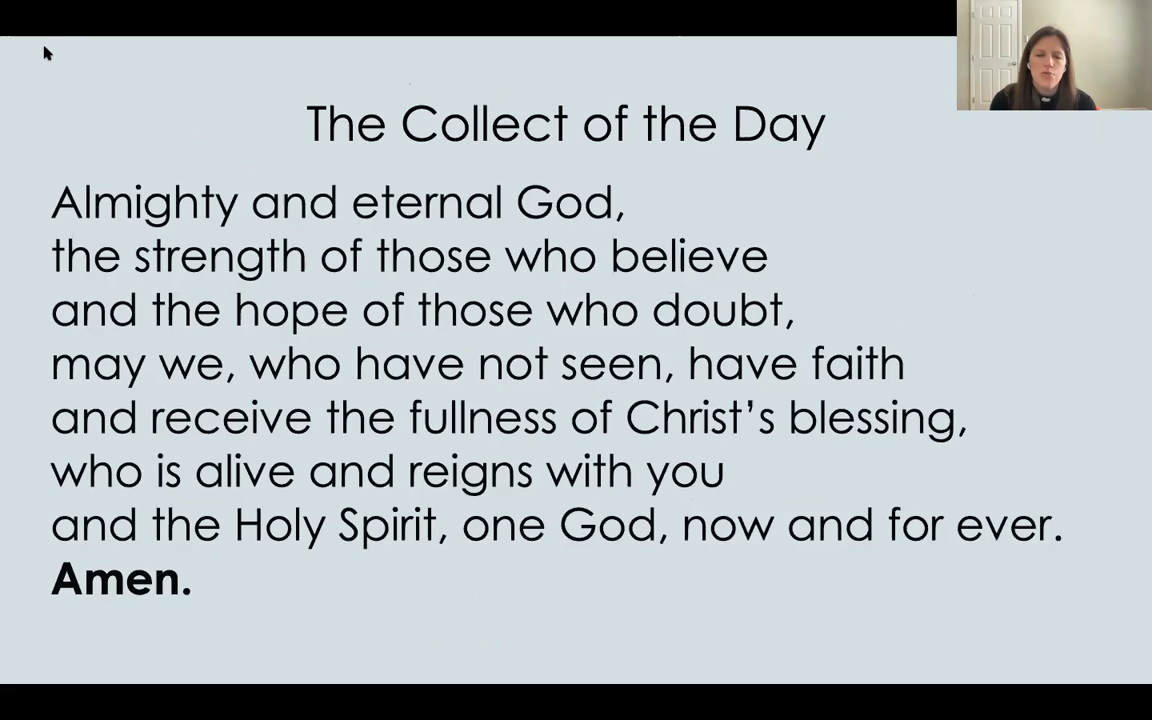 The Collect of the Day
Almighty and eternal God,
the strength of those who believe
and the hope of those who doubt,
may we, who have not seen, have faith
and receive the fullness of Christ’s blessing,
who is alive and reigns with you
and the Holy Spirit, one God, now and for ever.
Amen.